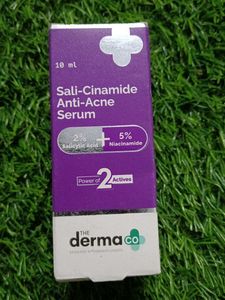 10 ml
Sali-Cinamide
Anti-Acne
Serum
2%
Salicylic Acid
+
5%
Niacinamide
Power of 2 Actives
THE
derma co